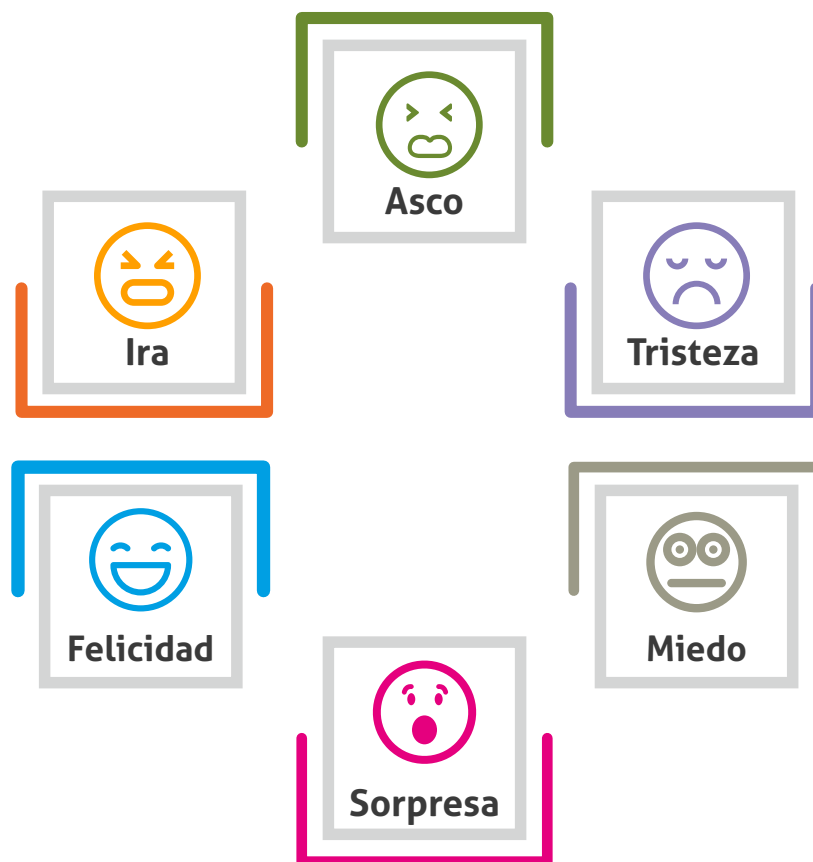 Asco
Ira
Tristeza
Felicidad
Miedo
Sorpresa